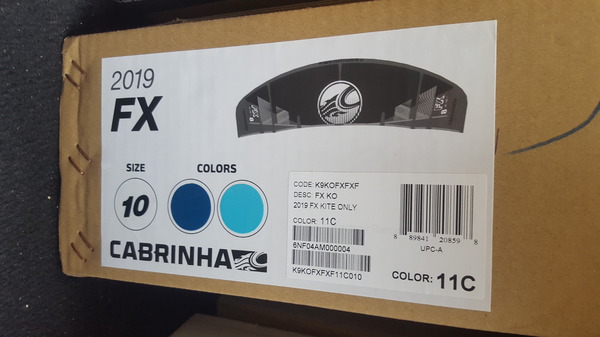 2019
FX
SIZE
COLORS
10
CABRINHA
CODE: K9KOFXFXF
DESC: FX KO
2019 FX KITE ONLY
COLOR: 11C
6NF04AM000004
K9KOFXFXF11C010
8 89841 20859 8
UPC-A
COLOR: 11C